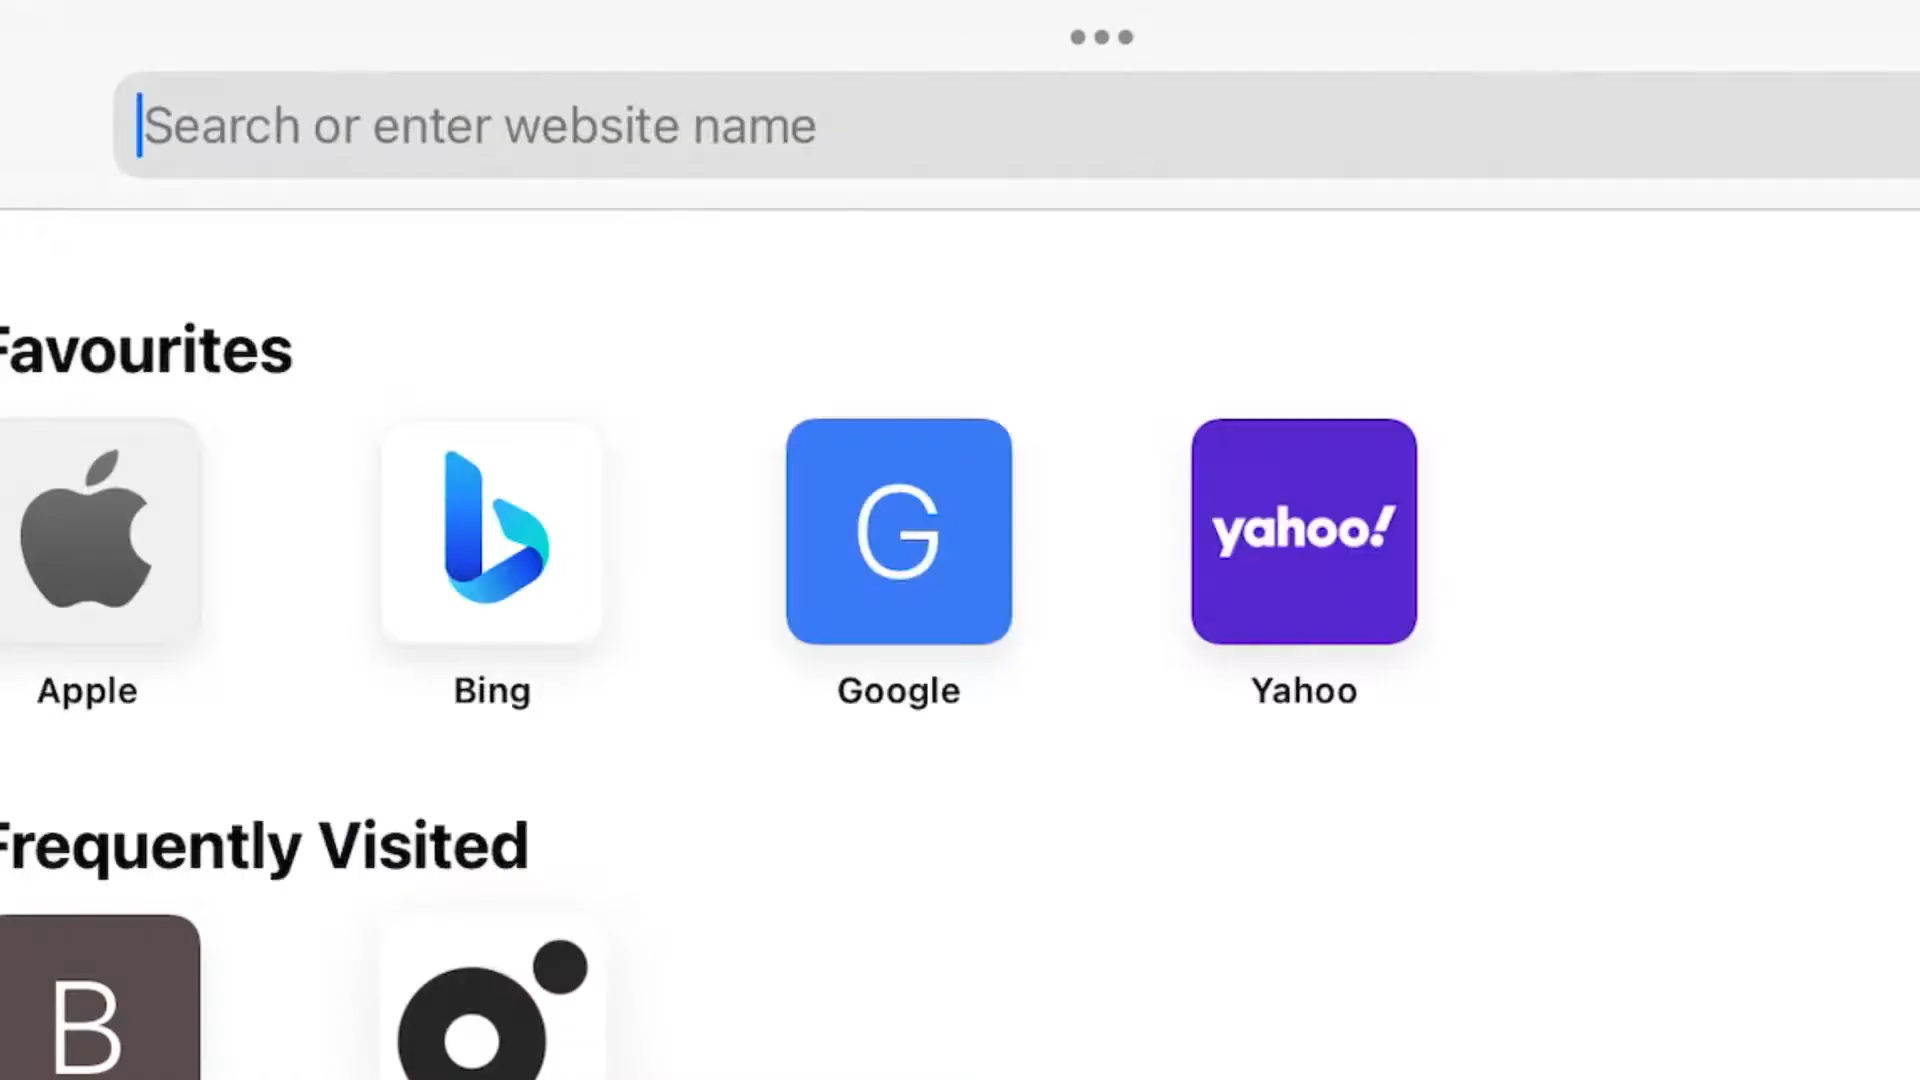 Search or enter website name
Favourites
G
yahoo!
Apple
Bing
Google
Yahoo
Frequently Visited
B